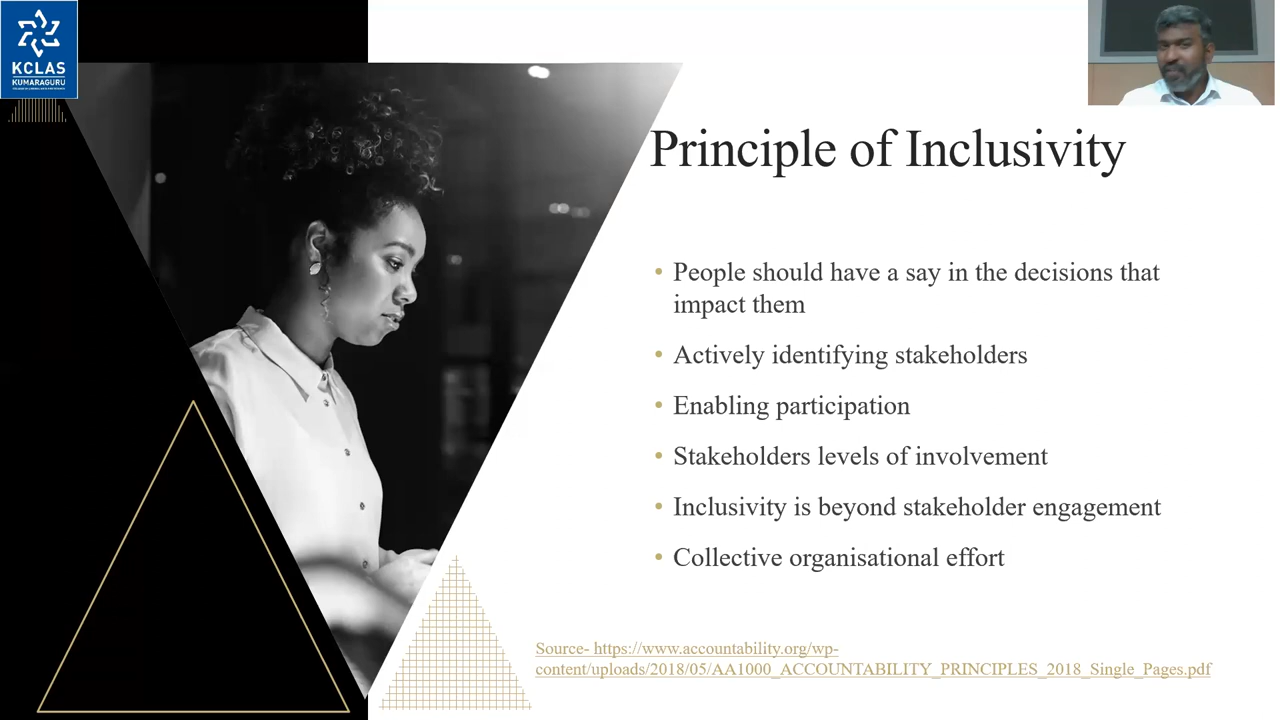 KCLAS
KUMARAGURU
Principle of Inclusivity
• People should have a say in the decisions that
impact them
• Actively identifying stakeholders
• Enabling participation
• Stakeholders levels of involvement
• Inclusivity is beyond stakeholder engagement
• Collective organisational effort
Source- https://www.accountability.org/wp-
content/uploads/2018/05/AA1000_ACCOUNTABILITY_PRINCIPLES_2018_Single_Pages.pdf